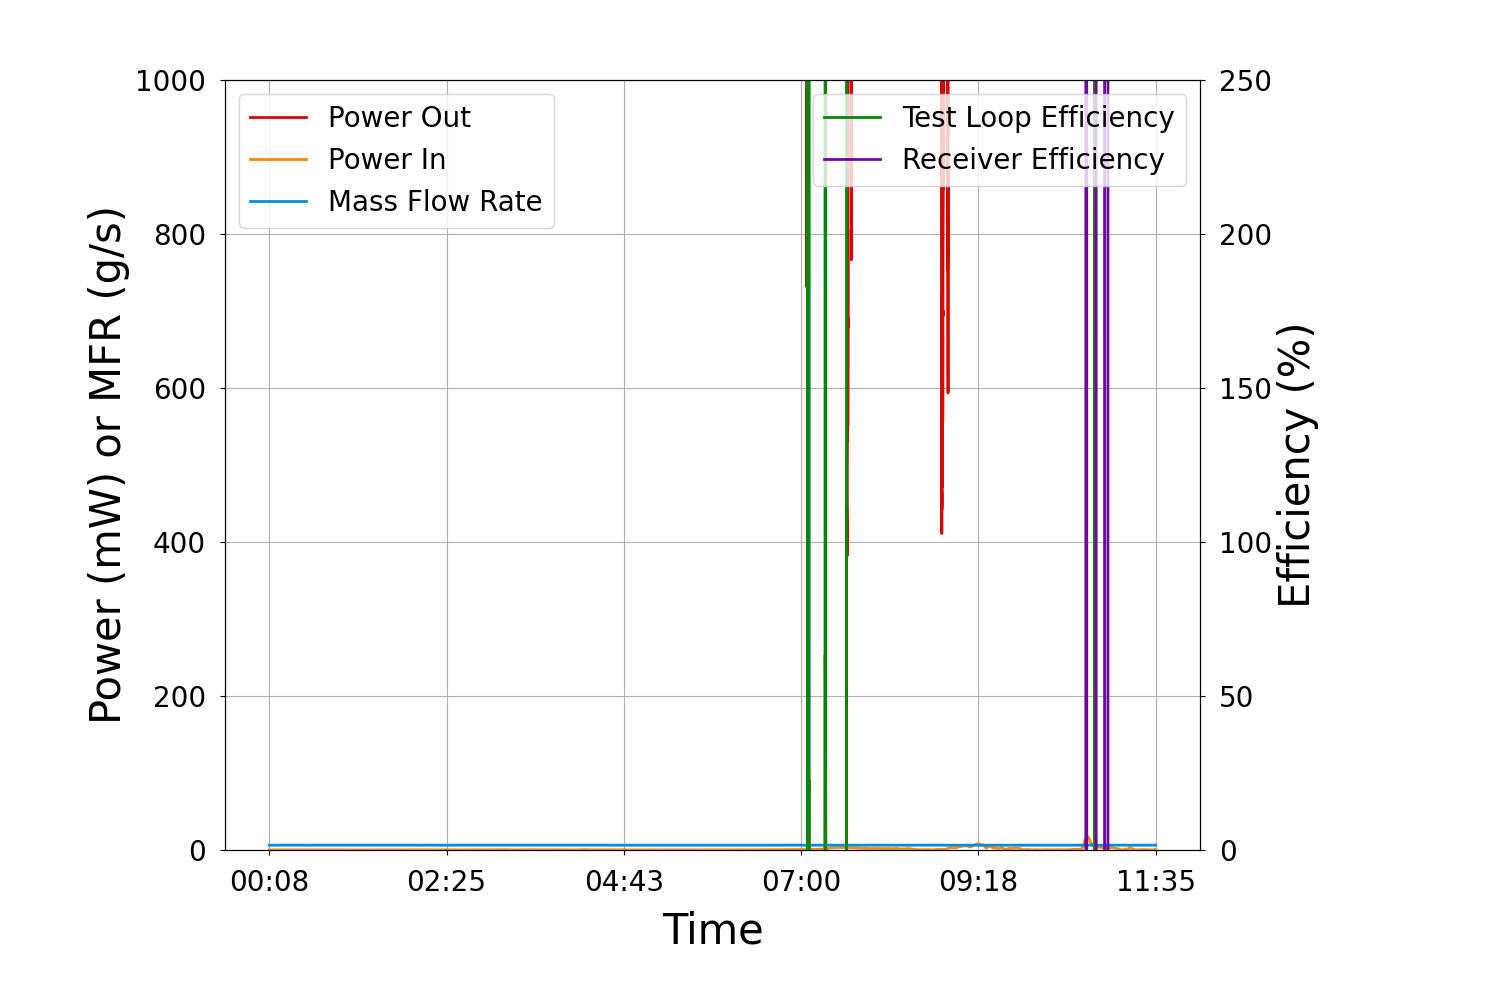 1000
800
600
400
200
0
Power (mW) or MFR (g/s)
Power Out
Power In
Mass Flow Rate
Test Loop Efficiency
Receiver Efficiency
250
200
150
100
50
0
Efficiency (%)
00:08 02:25 04:43 07:00 09:18 11:35
Time